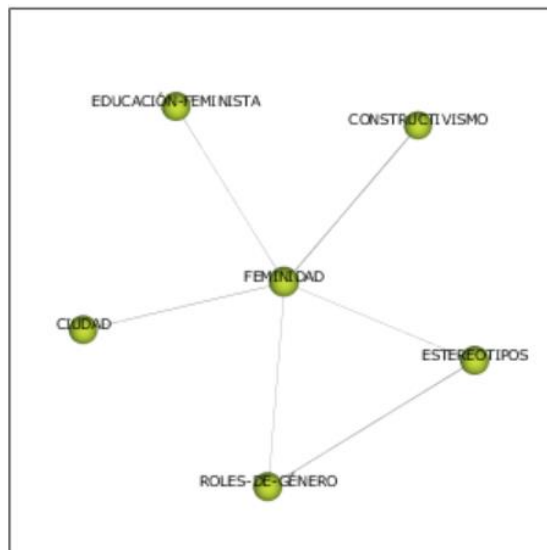 EDUCACIÓN-FEMINISTA
CONSTRUCTIVISMO
FEMINIDAD
CIUDAD
ESTEREOTIPOS
ROLES-DE-GÉNERO